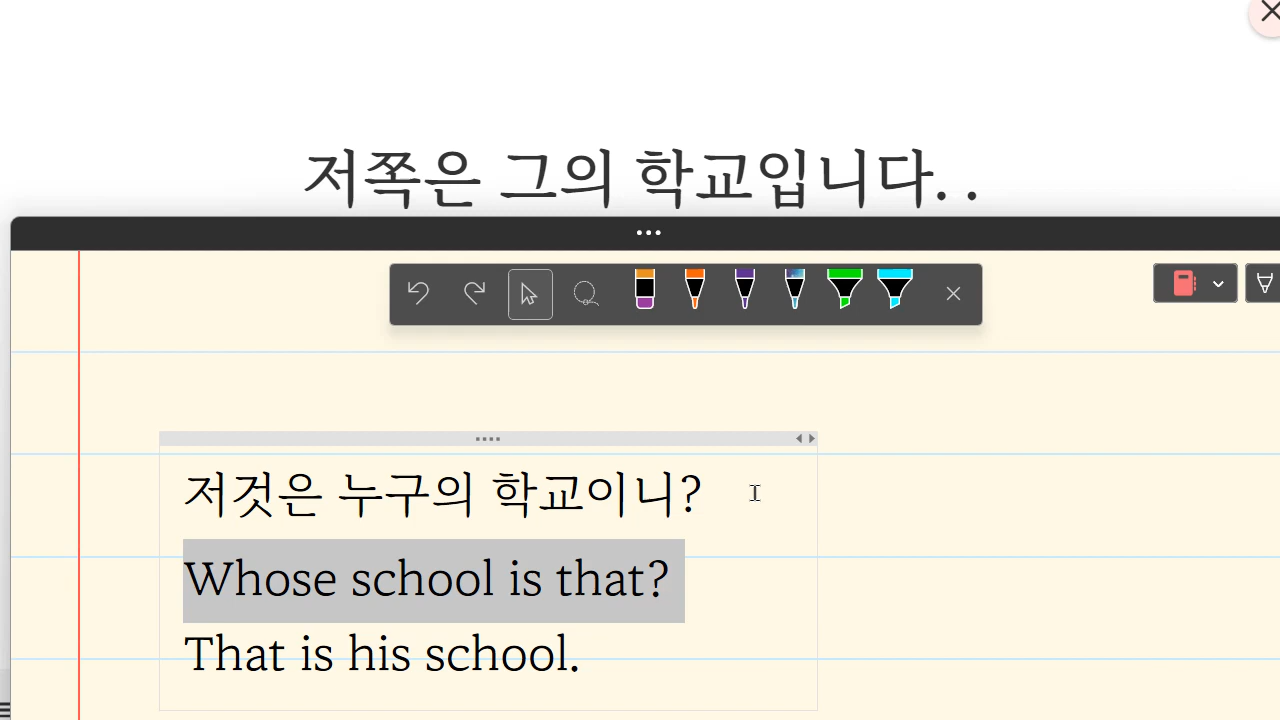 저쪽은 그의 학교입니다. .
저것은 누구의 학교이니?
Whose school is that?
That is his school.